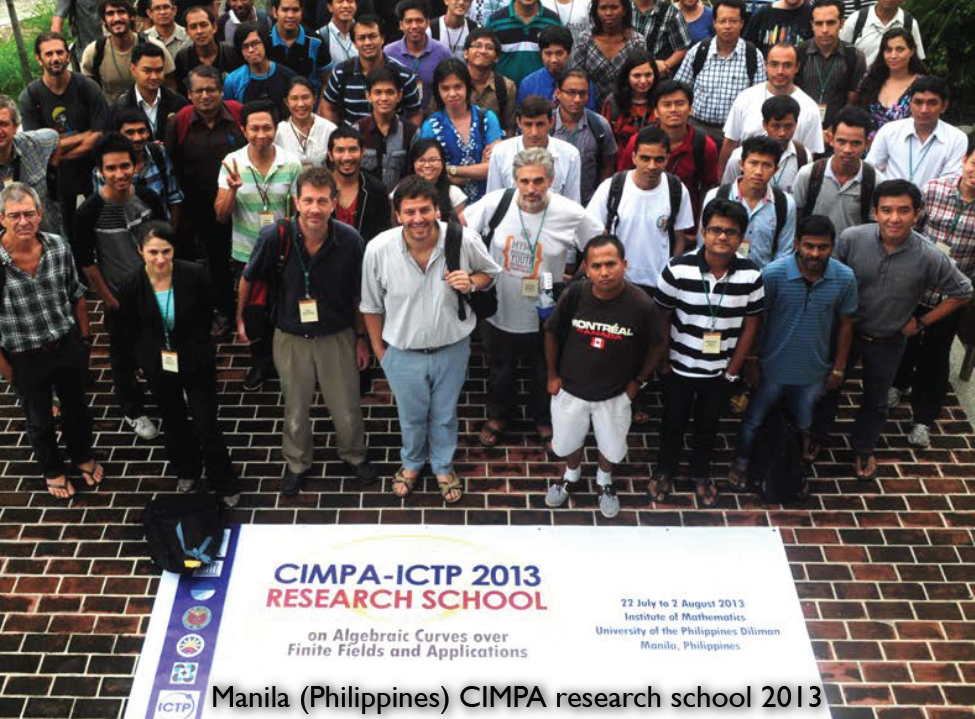 MONTRÉAL
CANADA
CIMPA-ICTP 2013
RESEARCH SCHOOL
on Algebraic Curves over
Finite Fields and Applications
22 July to 2 August 2013
Institute of Mathematics
University of the Philippines Diliman
Manila, Philippines
ICTP
Manila (Philippines) CIMPA research school 2013